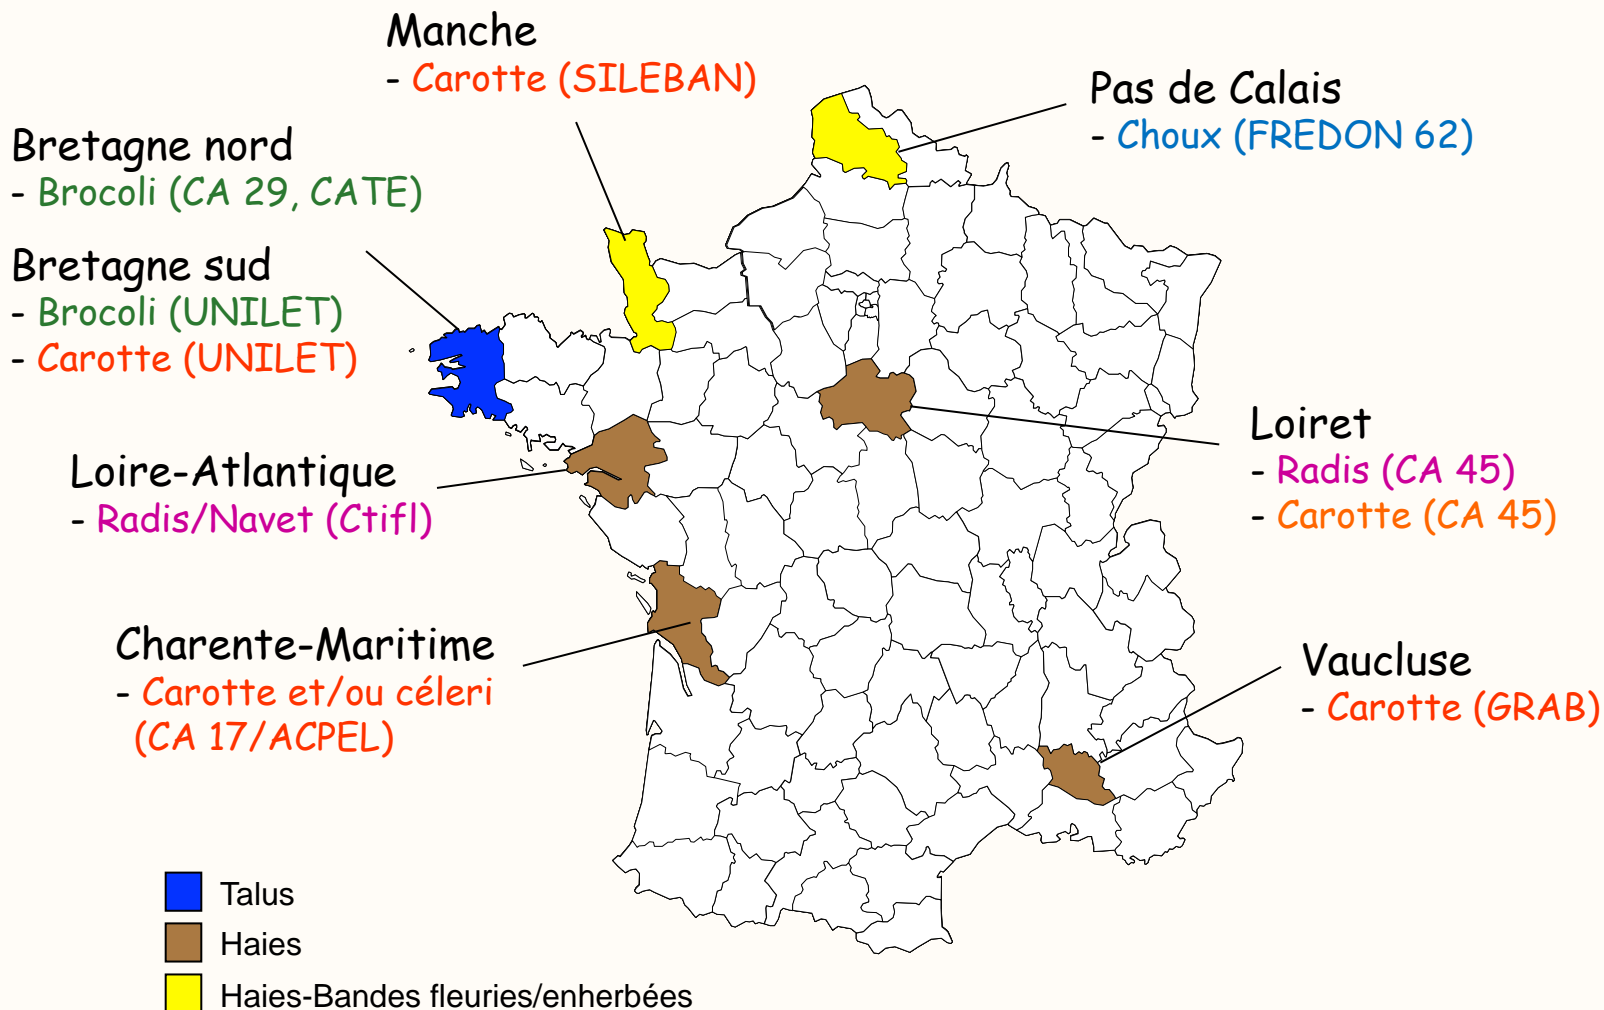 Manche
- Carotte (SILEBAN)
Pas de Calais
- Choux (FREDON 62)
Bretagne nord
- Brocoli (CA 29, CATE)
Bretagne sud
- Brocoli (UNILET)
- Carotte (UNILET)
Loire-Atlantique
- Radis/Navet (Ctifl)
Loiret
- Radis (CA 45)
- Carotte (CA 45)
Charente-Maritime
- Carotte et/ou céleri
(CA 17/ACPEL)
Vaucluse
- Carotte (GRAB)
Talus
Haies
Haies-Bandes fleuries/enherbées